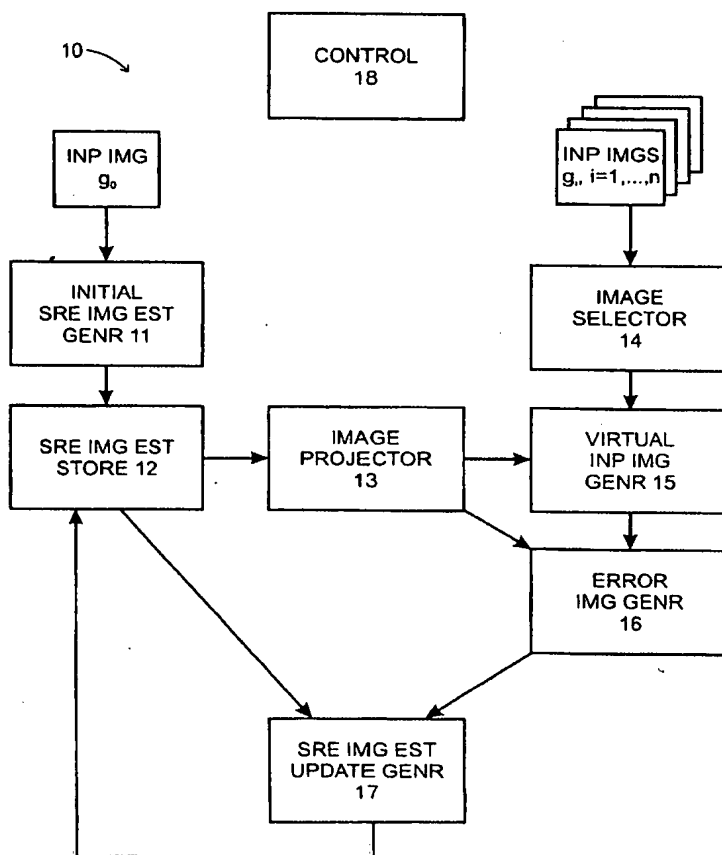 10
CONTROL
18
INP IMG
g₀
INP IMGS
gᵢ, i=1,...,n
INITIAL
SRE IMG EST
GENR 11
IMAGE
SELECTOR
14
SRE IMG EST
STORE 12
IMAGE
PROJECTOR
13
VIRTUAL
INP IMG
GENR 15
ERROR
IMG GENR
16
SRE IMG EST
UPDATE GENR
17